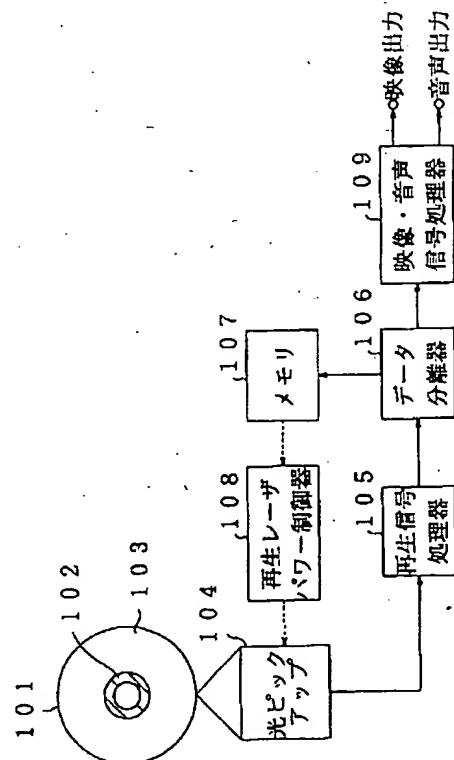 101
102
103
104
光ピック
アップ
108
再生レーザ
パワー制御器
107
メモリ
105
再生信号
処理器
106
データ
分離器
109
映像・音声
信号処理器
映像出力
音声出力